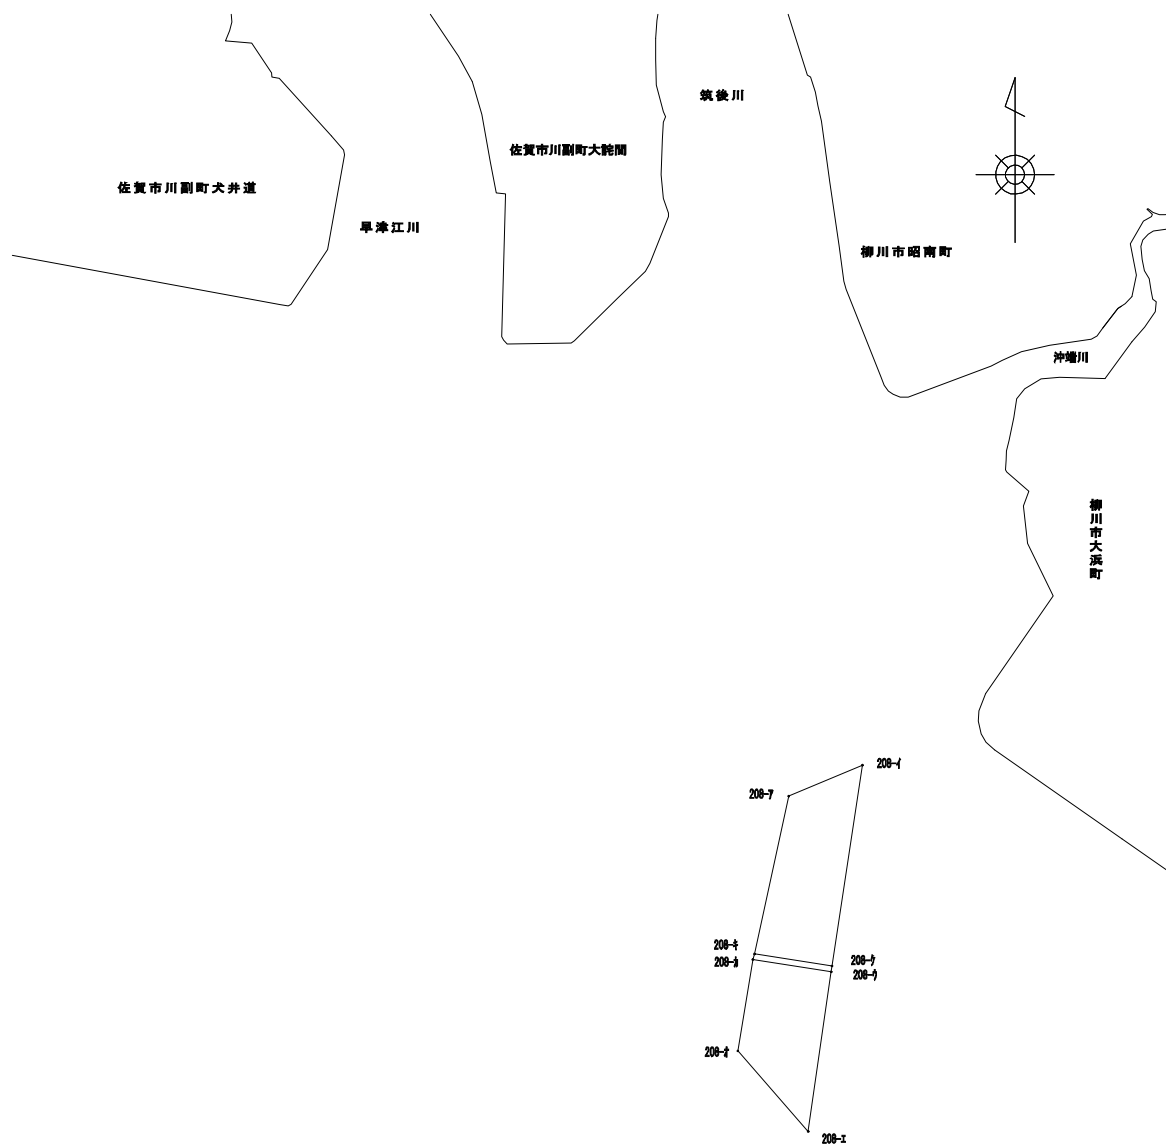 筑後川
佐賀市川副町大詫間
佐賀市川副町犬井道
早津江川
柳川市昭南町
沖端川
柳川市大浜町
208-イ
208-ア
208-キ
208-カ
208-ク
208-ウ
208-オ
208-エ